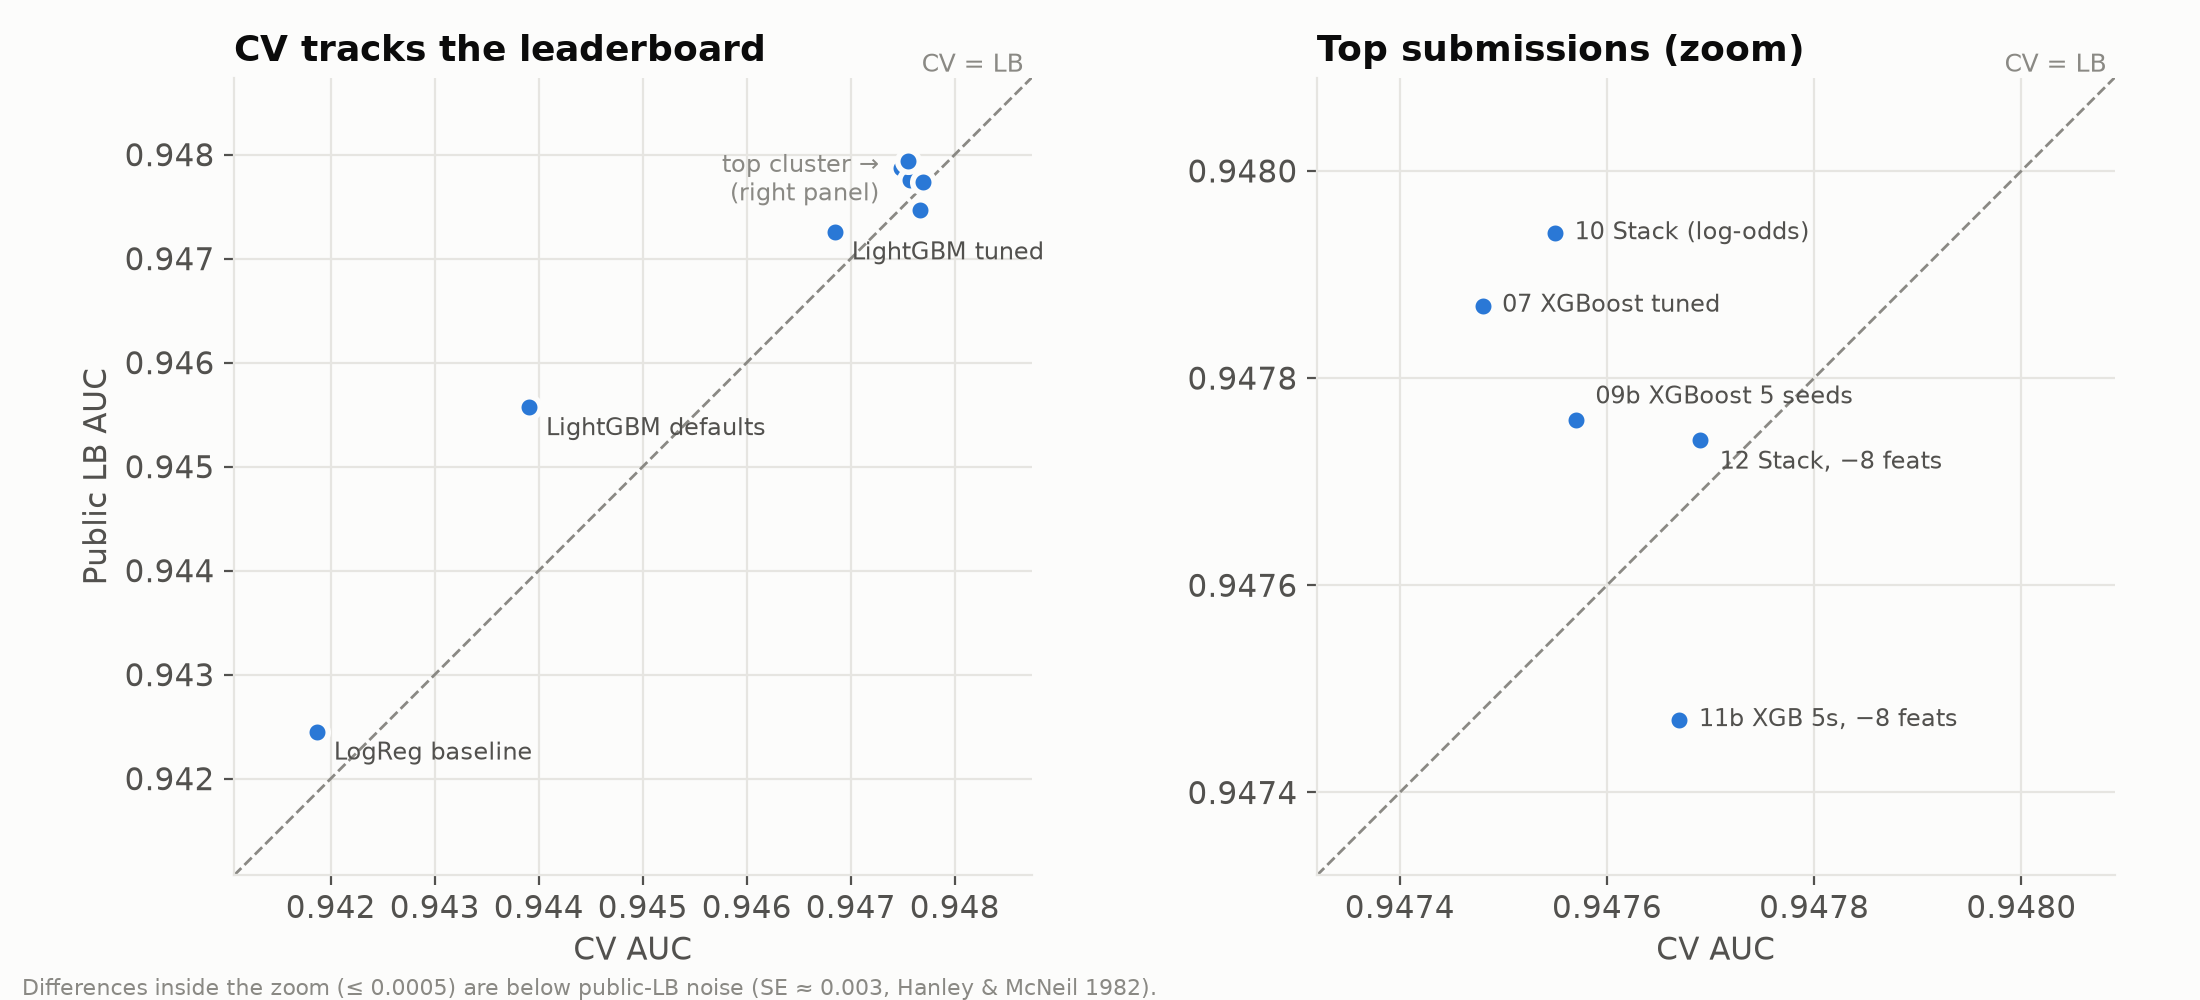 CV tracks the leaderboard
CV = LB
0.948
0.947
0.946
0.945
0.944
0.943
0.942
Public LB AUC
top cluster →
(right panel)
LightGBM tuned
LightGBM defaults
LogReg baseline
0.942 0.943 0.944 0.945 0.946 0.947 0.948
CV AUC
Top submissions (zoom)
CV = LB
0.9480
0.9478
0.9476
0.9474
10 Stack (log-odds)
07 XGBoost tuned
09b XGBoost 5 seeds
12 Stack, −8 feats
11b XGB 5s, −8 feats
0.9474 0.9476 0.9478 0.9480
CV AUC
Differences inside the zoom (≤ 0.0005) are below public-LB noise (SE ≈ 0.003, Hanley & McNeil 1982).